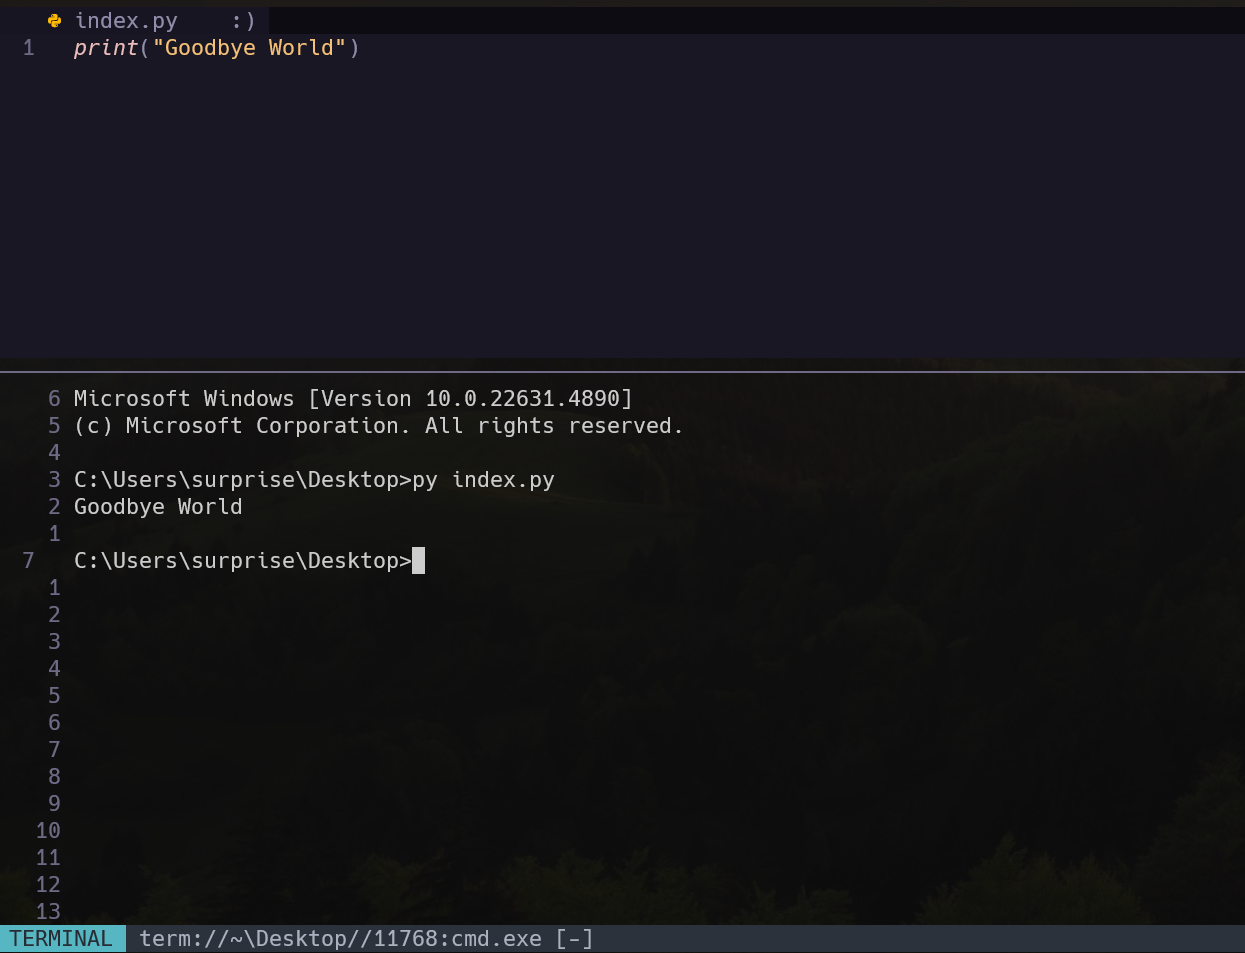 index.py :)
1 print("Goodbye World")
6 Microsoft Windows [Version 10.0.22631.4890]
5 (c) Microsoft Corporation. All rights reserved.
4
3 C:\Users\surprise\Desktop>py index.py
2 Goodbye World
1
7 C:\Users\surprise\Desktop>
1
2
3
4
5
6
7
8
9
10
11
12
13
TERMINAL term://~\Desktop//11768:cmd.exe [-]